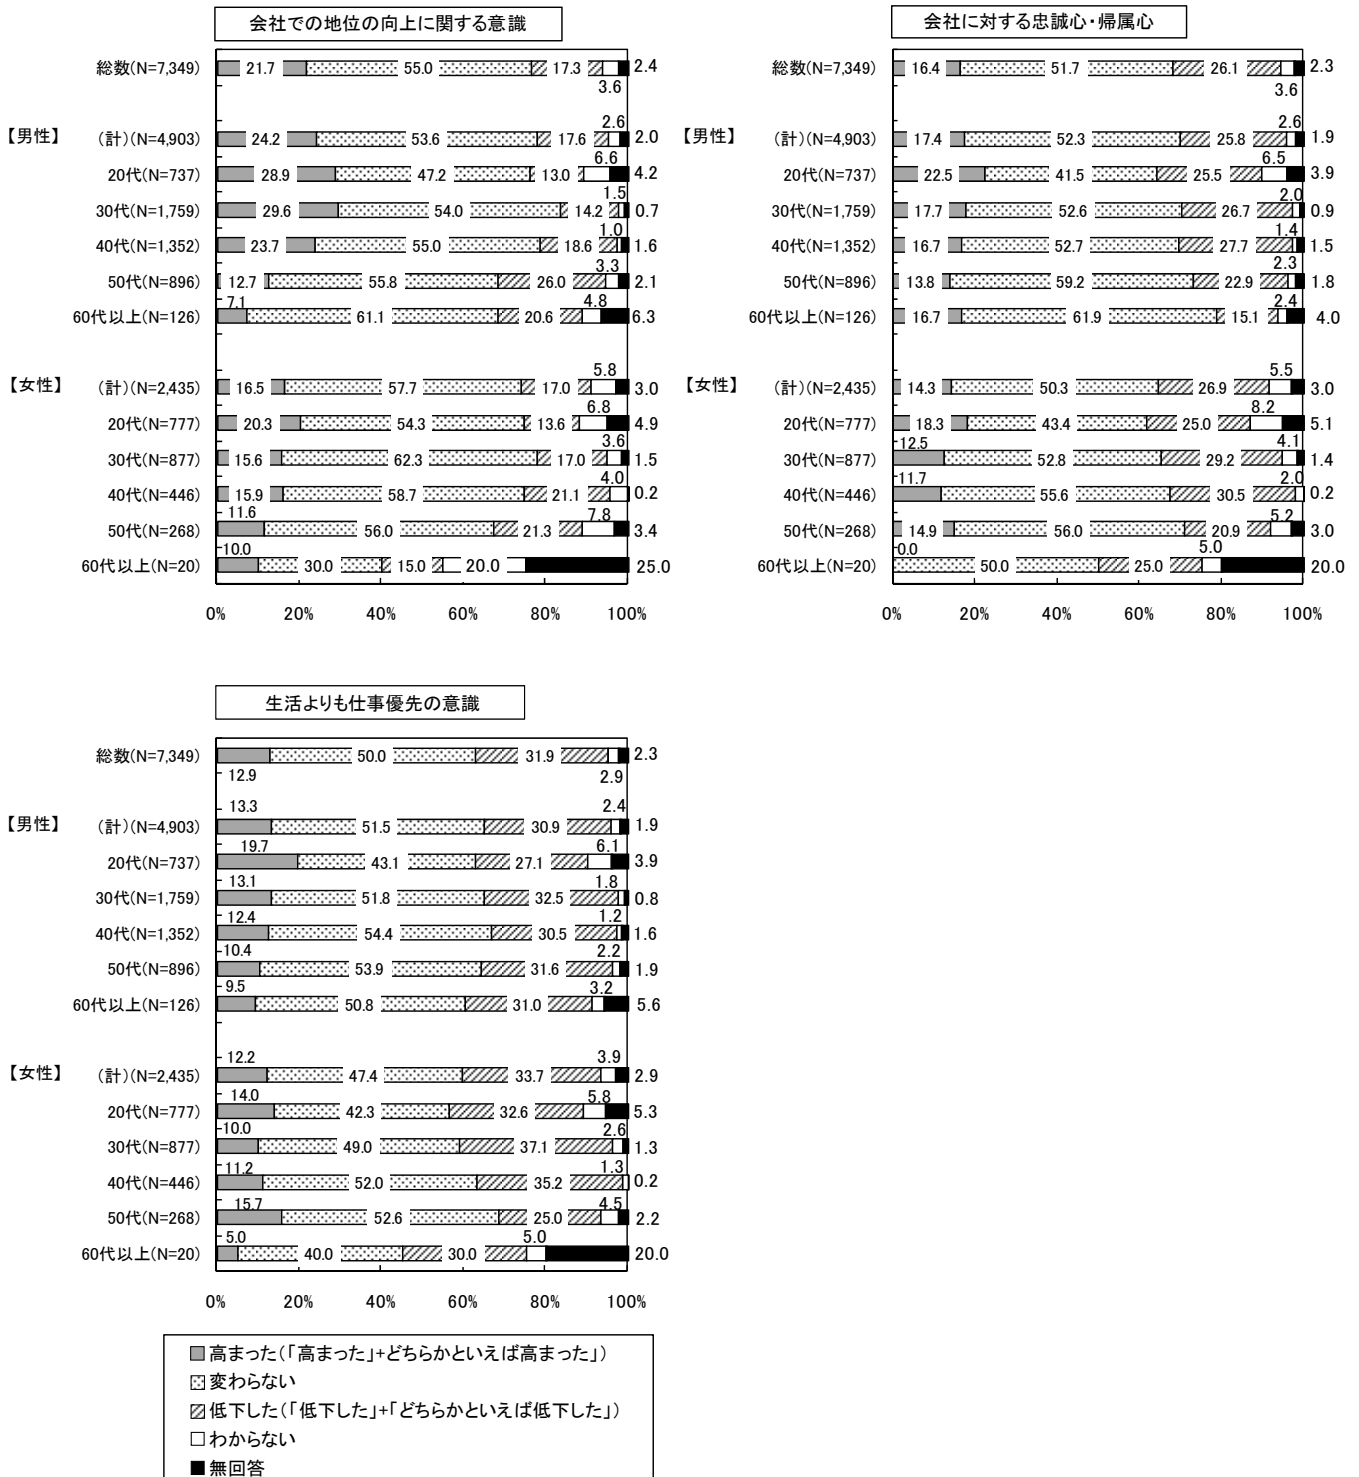 会社での地位の向上に関する意識
総数(N=7,349) 21.7 55.0 17.3 3.6 2.4
【男性】 (計)(N=4,903) 24.2 53.6 17.6 2.6 2.0
20代(N=737) 28.9 47.2 13.0 6.6 4.2
30代(N=1,759) 29.6 54.0 14.2 1.5 0.7
40代(N=1,352) 23.7 55.0 18.6 1.0 1.6
50代(N=896) 12.7 55.8 26.0 3.3 2.1
60代以上(N=126) 7.1 61.1 20.6 4.8 6.3
【女性】 (計)(N=2,435) 16.5 57.7 17.0 5.8 3.0
20代(N=777) 20.3 54.3 13.6 6.8 4.9
30代(N=877) 15.6 62.3 17.0 3.6 1.5
40代(N=446) 15.9 58.7 21.1 4.0 0.2
50代(N=268) 11.6 56.0 21.3 7.8 3.4
60代以上(N=20) 10.0 30.0 15.0 20.0 25.0
0% 20% 40% 60% 80% 100%
会社に対する忠誠心・帰属心
総数(N=7,349) 16.4 51.7 26.1 3.6 2.3
【男性】 (計)(N=4,903) 17.4 52.3 25.8 2.6 1.9
20代(N=737) 22.5 41.5 25.5 6.5 3.9
30代(N=1,759) 17.7 52.6 26.7 2.0 0.9
40代(N=1,352) 16.7 52.7 27.7 1.4 1.5
50代(N=896) 13.8 59.2 22.9 2.3 1.8
60代以上(N=126) 16.7 61.9 15.1 2.4 4.0
【女性】 (計)(N=2,435) 14.3 50.3 26.9 5.5 3.0
20代(N=777) 18.3 43.4 25.0 8.2 5.1
30代(N=877) 12.5 52.8 29.2 4.1 1.4
40代(N=446) 11.7 55.6 30.5 2.0 0.2
50代(N=268) 14.9 56.0 20.9 5.2 3.0
60代以上(N=20) 0.0 50.0 25.0 5.0 20.0
0% 20% 40% 60% 80% 100%
生活よりも仕事優先の意識
総数(N=7,349) 12.9 50.0 31.9 2.9 2.3
【男性】 (計)(N=4,903) 13.3 51.5 30.9 2.4 1.9
20代(N=737) 19.7 43.1 27.1 6.1 3.9
30代(N=1,759) 13.1 51.8 32.5 1.8 0.8
40代(N=1,352) 12.4 54.4 30.5 1.2 1.6
50代(N=896) 10.4 53.9 31.6 2.2 1.9
60代以上(N=126) 9.5 50.8 31.0 3.2 5.6
【女性】 (計)(N=2,435) 12.2 47.4 33.7 3.9 2.9
20代(N=777) 14.0 42.3 32.6 5.8 5.3
30代(N=877) 10.0 49.0 37.1 2.6 1.3
40代(N=446) 11.2 52.0 35.2 1.3 0.2
50代(N=268) 15.7 52.6 25.0 4.5 2.2
60代以上(N=20) 5.0 40.0 30.0 5.0 20.0
0% 20% 40% 60% 80% 100%
高まった(「高まった」+どちらかといえば高まった」)
変わらない
低下した(「低下した」+「どちらかといえば低下した」)
わからない
無回答